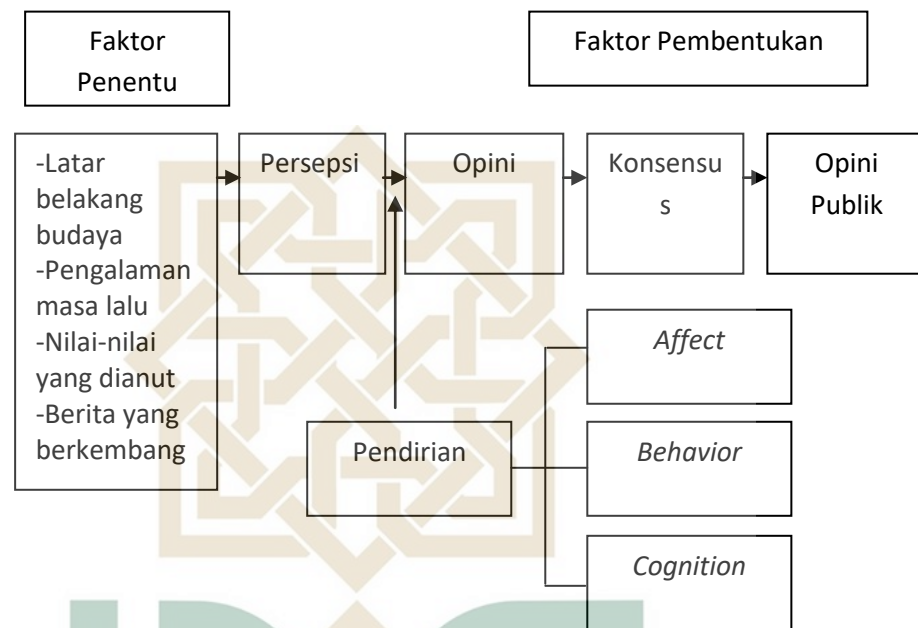 Faktor
Penentu
Faktor Pembentukan
-Latar
belakang
budaya
-Pengalaman
masa lalu
-Nilai-nilai
yang dianut
-Berita yang
berkembang
Persepsi
Opini
Konsensu
s
Opini
Publik
Affect
Pendirian
Behavior
Cognition